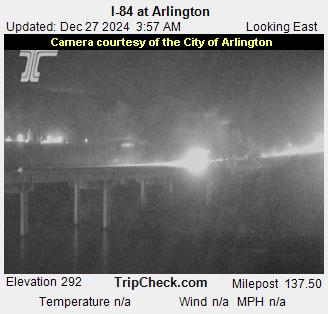 I-84 at Arlington
Updated: Dec 27 2024 3:57 AM Looking East
Camera courtesy of the City of Arlington
Elevation 292 TripCheck.com Milepost 137.50
Temperature n/a Wind n/a MPH n/a